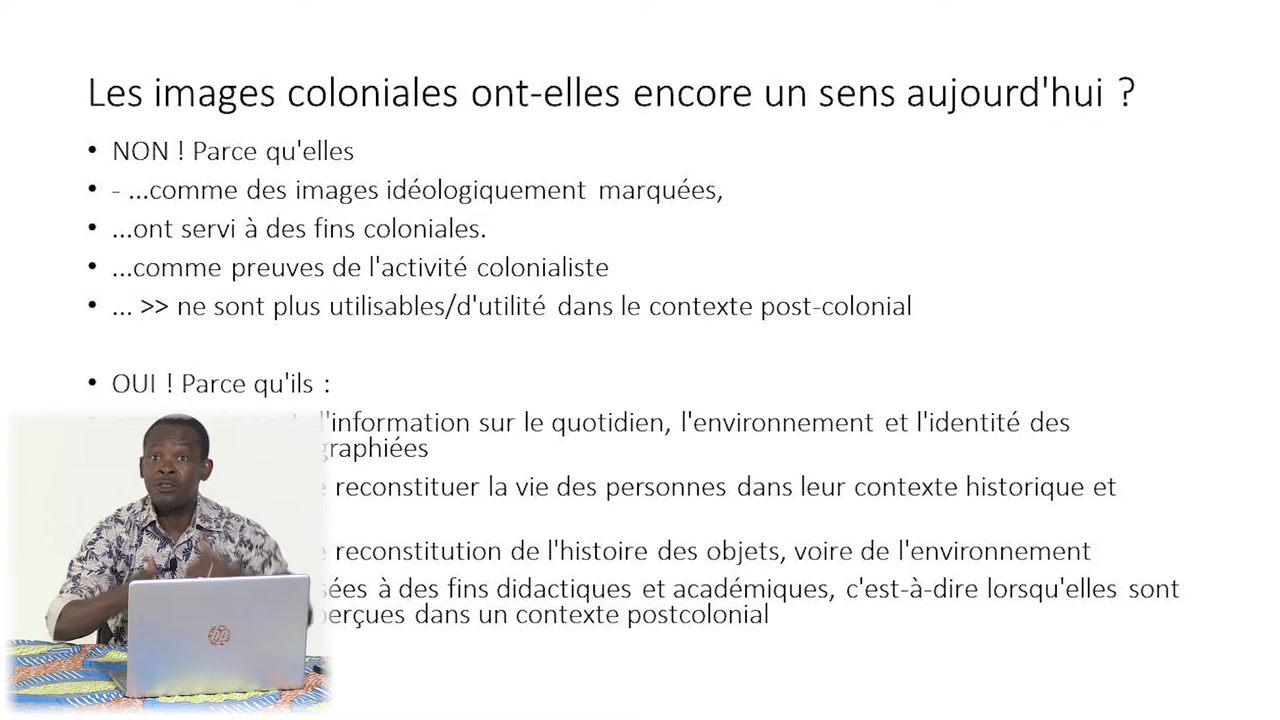 Les images coloniales ont-elles encore un sens aujourd'hui ?
• NON ! Parce qu'elles
• - ...comme des images idéologiquement marquées,
• ...ont servi à des fins coloniales.
• ...comme preuves de l'activité colonialiste
• ... >> ne sont plus utilisables/d'utilité dans le contexte post-colonial
• OUI ! Parce qu'ils :
d'information sur le quotidien, l'environnement et l'identité des
reconstituer la vie des personnes dans leur contexte historique et
reconstitution de l'histoire des objets, voire de l'environnement
à des fins didactiques et académiques, c'est-à-dire lorsqu'elles sont
perçues dans un contexte postcolonial
hp